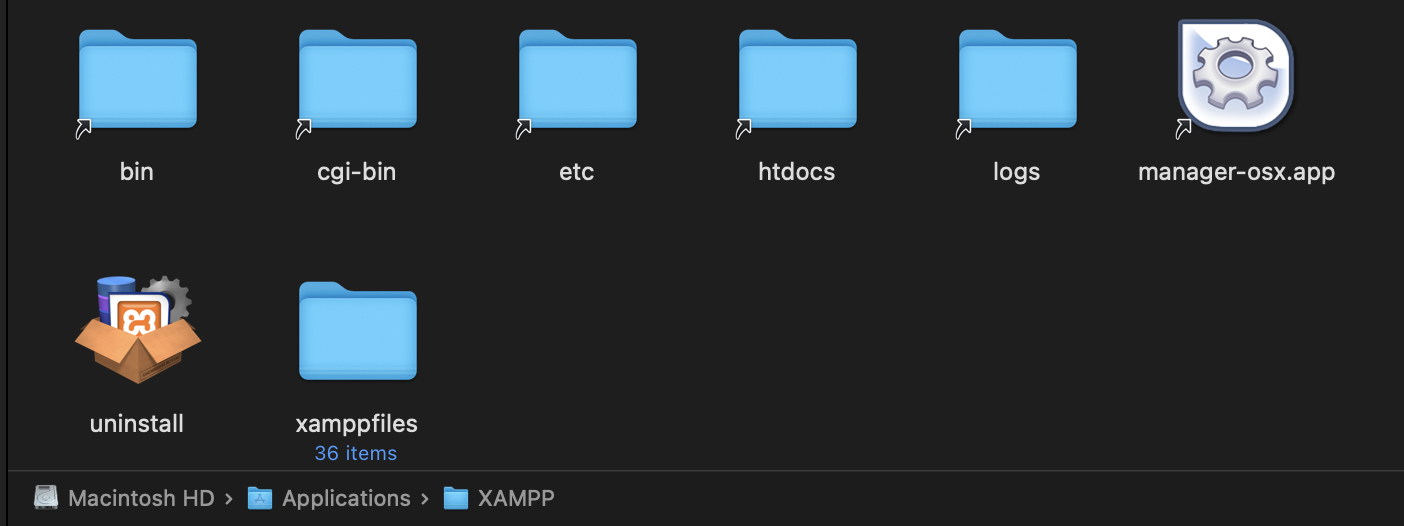 bin
cgi-bin
etc
htdocs
logs
manager-osx.app
uninstall
xamppfiles
36 items
Macintosh HD › Applications › XAMPP